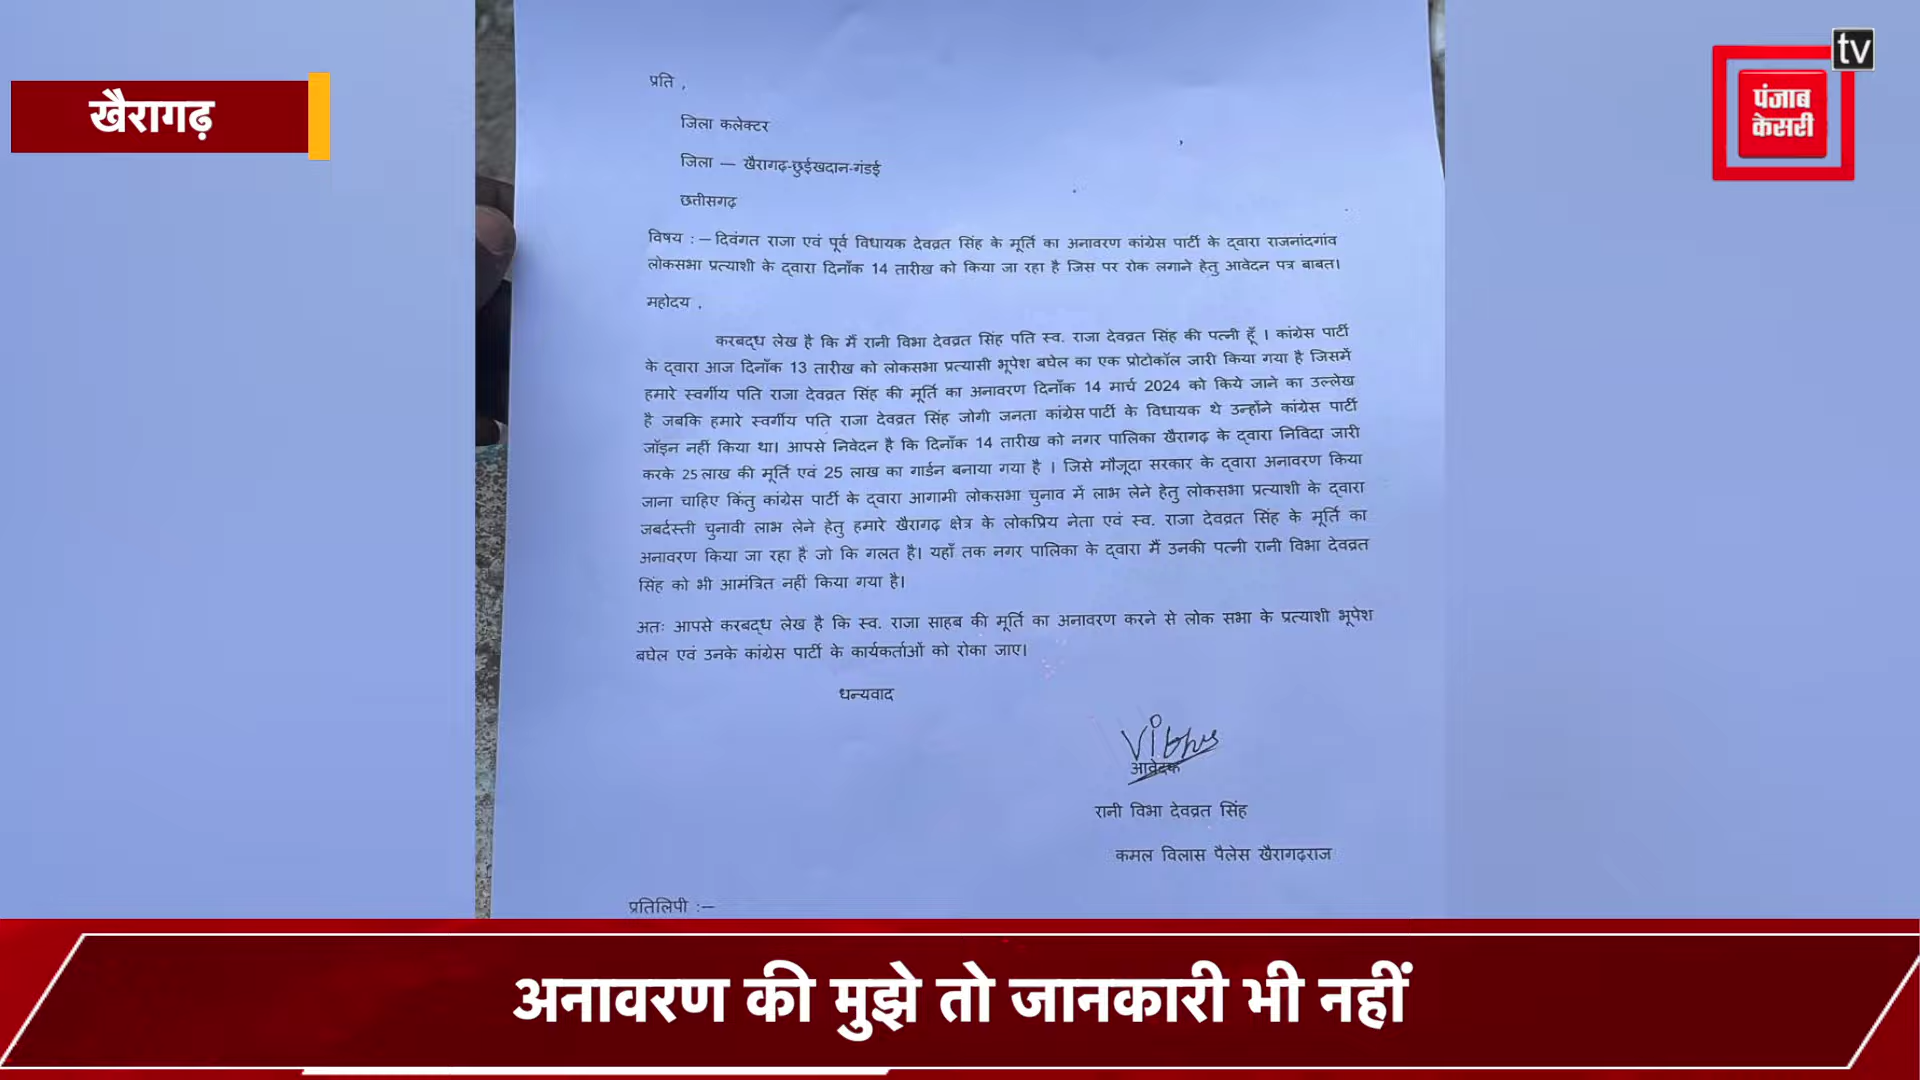 खैरागढ़
tv
पंजाब
केसरी
प्रति ,
जिला कलेक्टर
जिला — खैरागढ़-छुईखदान-गंडई
छत्तीसगढ़
विषय :— दिवंगत राजा एवं पूर्व विधायक देवव्रत सिंह के मूर्ति का अनावरण कांग्रेस पार्टी के द्वारा राजनांदगांव
लोकसभा प्रत्याशी के द्वारा दिनाँक 14 तारीख को किया जा रहा है जिस पर रोक लगाने हेतु आवेदन पत्र बाबत।
महोदय ,
करबद्ध लेख है कि मैं रानी विभा देवव्रत सिंह पति स्व. राजा देवव्रत सिंह की पत्नी हूँ । कांग्रेस पार्टी
के द्वारा आज दिनाँक 13 तारीख को लोकसभा प्रत्यासी भूपेश बघेल का एक प्रोटोकॉल जारी किया गया है जिसमें
हमारे स्वर्गीय पति राजा देवव्रत सिंह की मूर्ति का अनावरण दिनाँक 14 मार्च 2024 को किये जाने का उल्लेख
है जबकि हमारे स्वर्गीय पति राजा देवव्रत सिंह जोगी जनता कांग्रेस पार्टी के विधायक थे उन्होंने कांग्रेस पार्टी
जॉइन नहीं किया था। आपसे निवेदन है कि दिनाँक 14 तारीख को नगर पालिका खैरागढ़ के द्वारा निविदा जारी
करके 25 लाख की मूर्ति एवं 25 लाख का गार्डन बनाया गया है । जिसे मौजूदा सरकार के द्वारा अनावरण किया
जाना चाहिए किंतु कांग्रेस पार्टी के द्वारा आगामी लोकसभा चुनाव में लाभ लेने हेतु लोकसभा प्रत्याशी के द्वारा
जबर्दस्ती चुनावी लाभ लेने हेतु हमारे खैरागढ़ क्षेत्र के लोकप्रिय नेता एवं स्व. राजा देवव्रत सिंह के मूर्ति का
अनावरण किया जा रहा है जो कि गलत है। यहाँ तक नगर पालिका के द्वारा मैं उनकी पत्नी रानी विभा देवव्रत
सिंह को भी आमंत्रित नहीं किया गया है।
अतः आपसे करबद्ध लेख है कि स्व. राजा साहब की मूर्ति का अनावरण करने से लोक सभा के प्रत्याशी भूपेश
बघेल एवं उनके कांग्रेस पार्टी के कार्यकर्ताओं को रोका जाए।
धन्यवाद
आवेदक
रानी विभा देवव्रत सिंह
कमल विलास पैलेस खैरागढ़राज
प्रतिलिपी :—
अनावरण की मुझे तो जानकारी भी नहीं